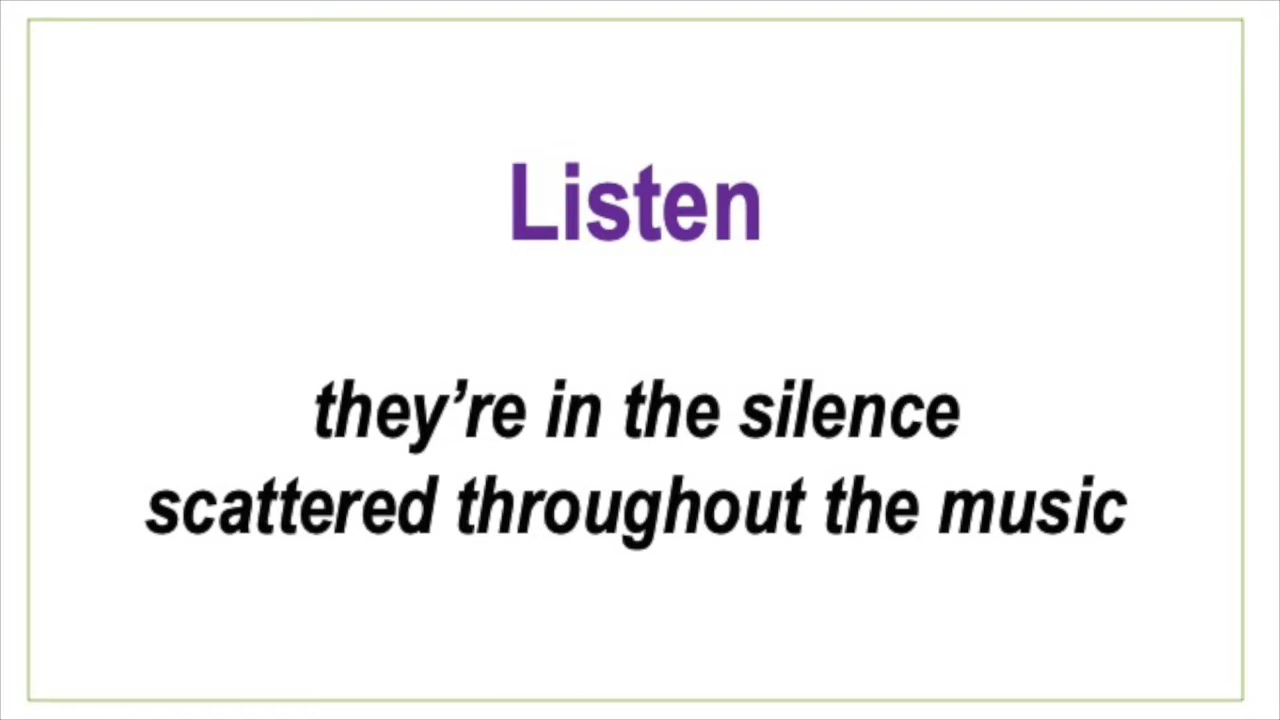 Listen
they’re in the silence
scattered throughout the music